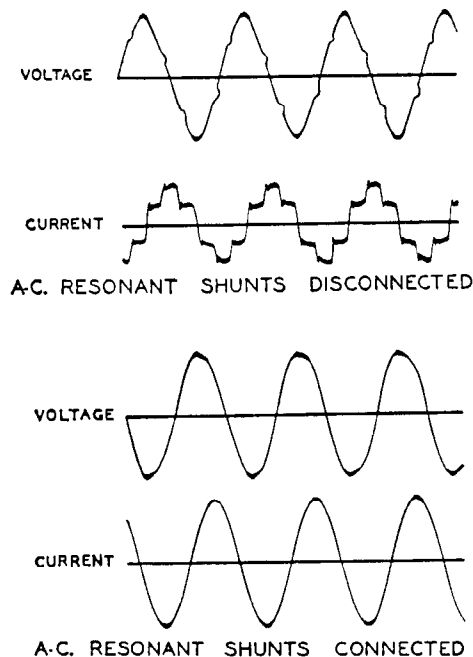 VOLTAGE
CURRENT
A-C. RESONANT SHUNTS DISCONNECTED
VOLTAGE
CURRENT
A-C. RESONANT SHUNTS CONNECTED